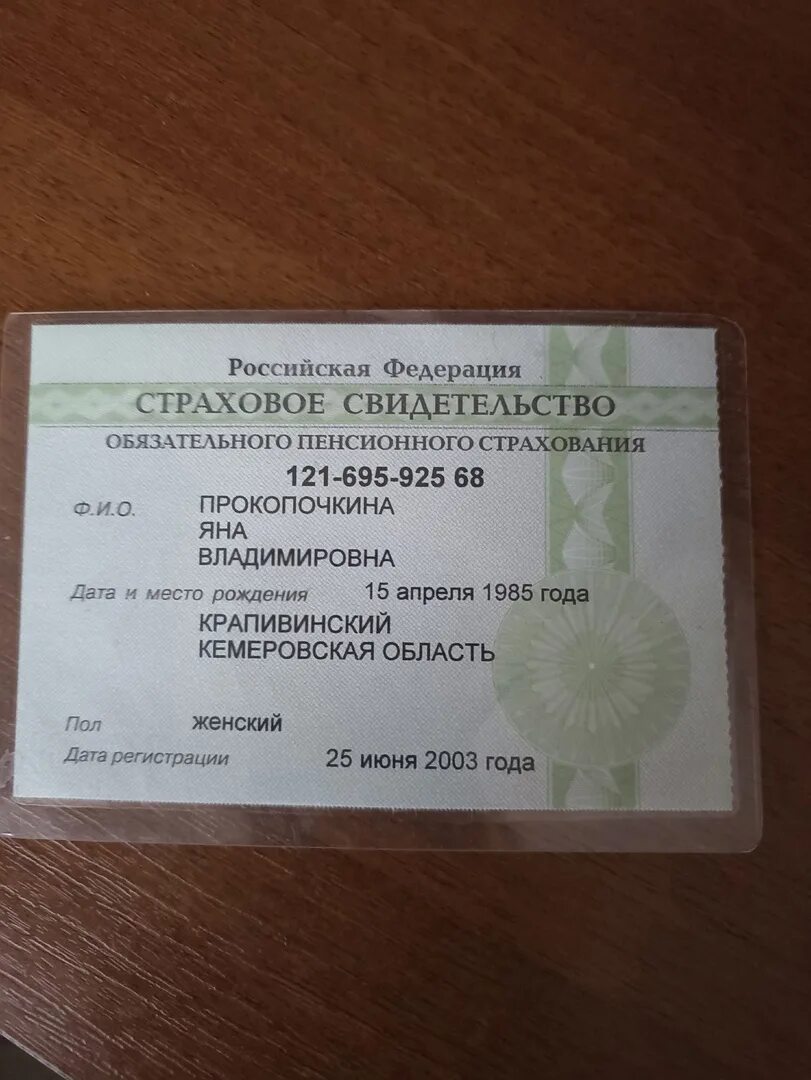 Российская Федерация
СТРАХОВОЕ СВИДЕТЕЛЬСТВО
ОБЯЗАТЕЛЬНОГО ПЕНСИОННОГО СТРАХОВАНИЯ
121-695-925 68
Ф.И.О. ПРОКОПОЧКИНА
ЯНА
ВЛАДИМИРОВНА
Дата и место рождения 15 апреля 1985 года
КРАПИВИНСКИЙ
КЕМЕРОВСКАЯ ОБЛАСТЬ
Пол женский
Дата регистрации 25 июня 2003 года